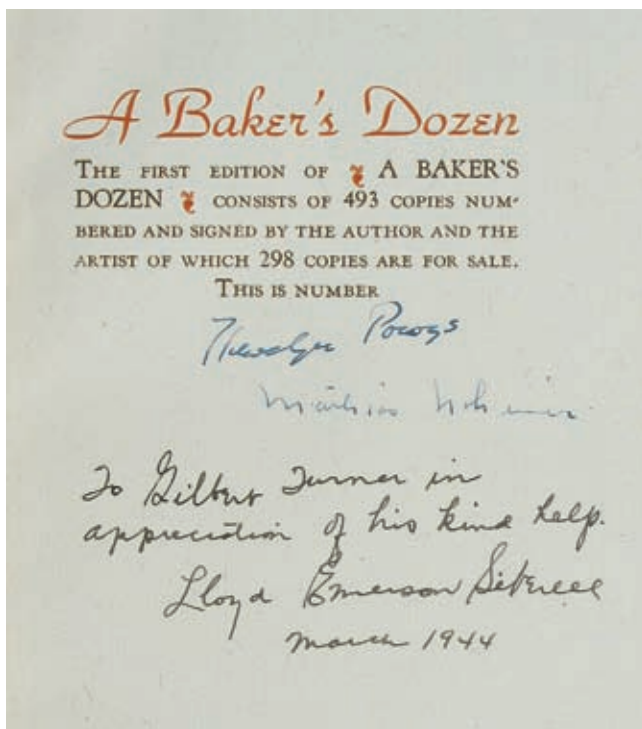 A Baker's Dozen
THE FIRST EDITION OF A BAKER'S
DOZEN CONSISTS OF 493 COPIES NUM-
BERED AND SIGNED BY THE AUTHOR AND THE
ARTIST OF WHICH 298 COPIES ARE FOR SALE.
THIS IS NUMBER
Powys
To Gilbert Turner in
appreciation of his kind help.
Lloyd Emerson Siberell
March 1944